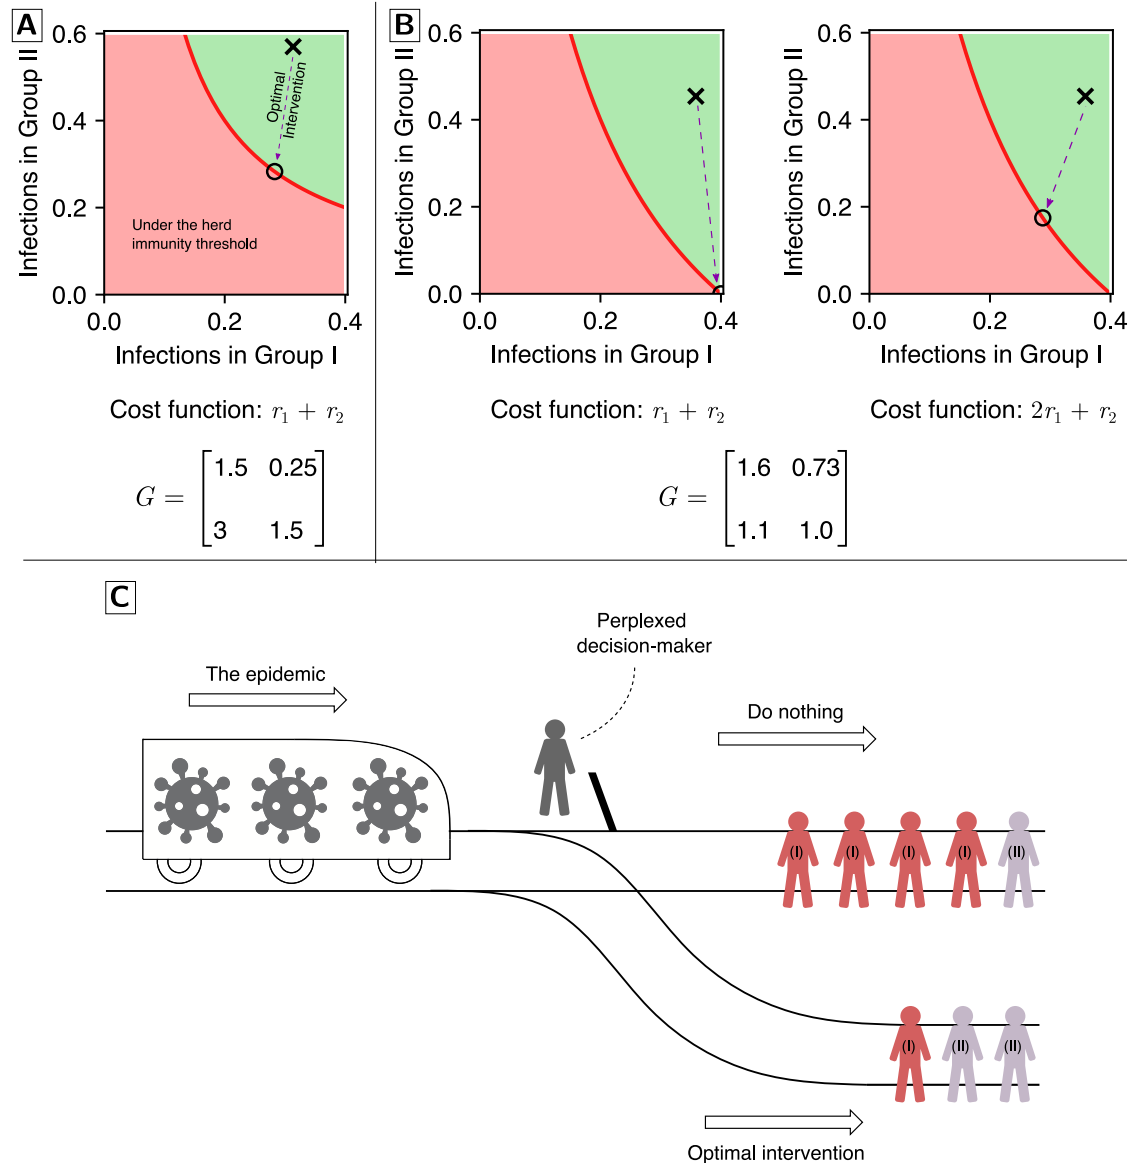 A
Infections in Group II
0.6
0.4
0.2
0.0
0.0
0.2
0.4
Optimal
Intervention
Under the herd
immunity threshold
Infections in Group I
Cost function: r₁ + r₂
G = [1.5 0.25
3 1.5]
B
Infections in Group II
0.6
0.4
0.2
0.0
0.0
0.2
0.4
Infections in Group I
Cost function: r₁ + r₂
Infections in Group II
0.6
0.4
0.2
0.0
0.0
0.2
0.4
Infections in Group I
Cost function: 2r₁ + r₂
G = [1.6 0.73
1.1 1.0]
C
The epidemic
Perplexed
decision-maker
Do nothing
(I) (I) (I) (I) (II)
(I) (II) (II)
Optimal intervention